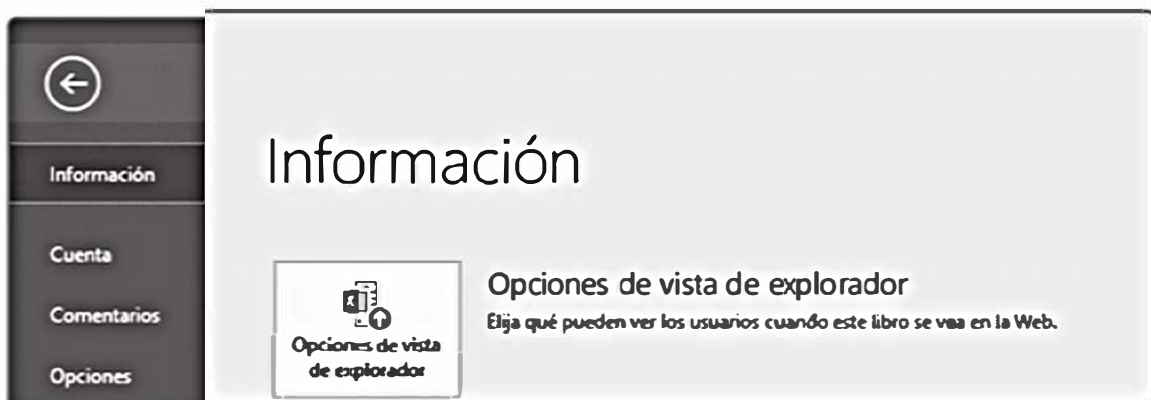 Información
Información
Cuenta
Comentarios
Opciones
Opciones de vista
de explorador
Opciones de vista de explorador
Elija qué pueden ver los usuarios cuando este libro se vea en la Web.